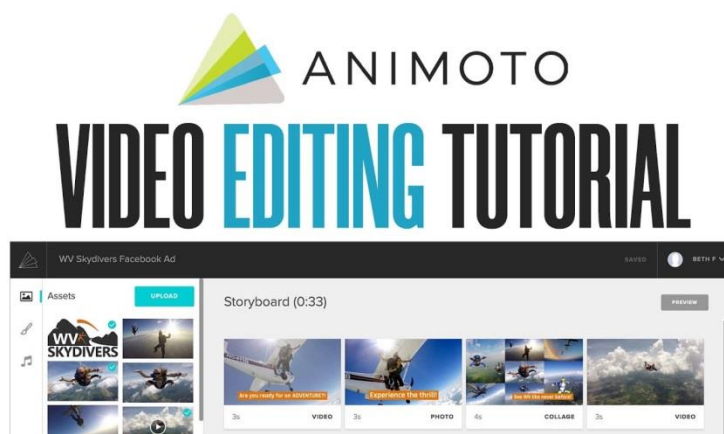 ANIMOTO
VIDEO EDITING TUTORIAL
WV Skydivers Facebook Ad
SAVED
BETH F
Assets
UPLOAD
Storyboard (0:33)
PREVIEW
WV
SKYDIVERS
Are you ready for an ADVENTURE?!
Experience the thrill!
3s VIDEO
3s PHOTO
4s COLLAGE
3s VIDEO